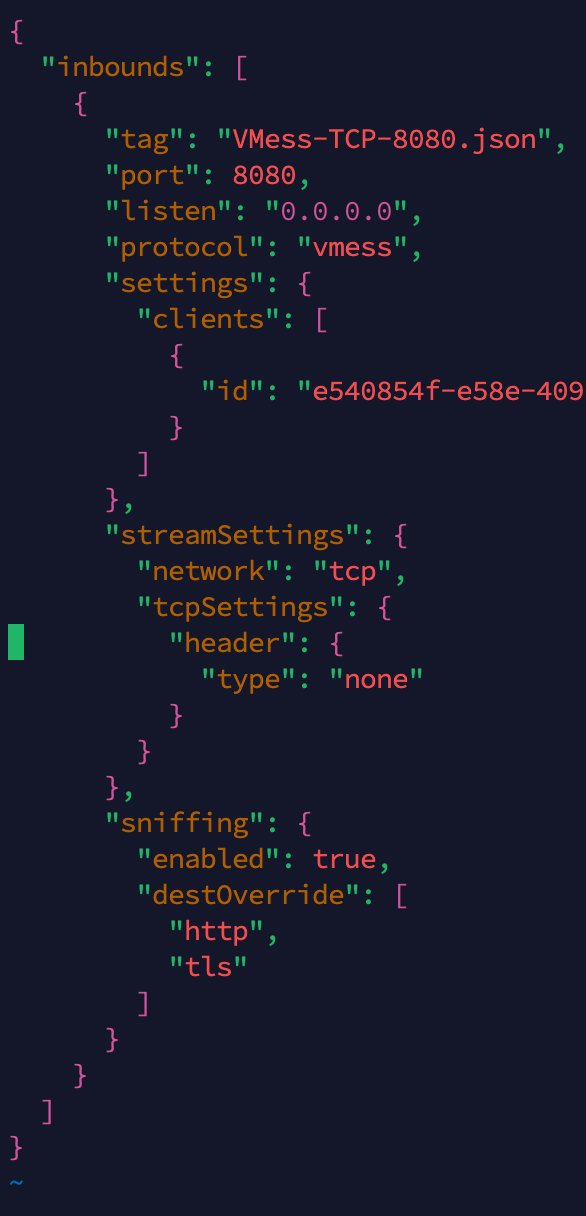 {
  "inbounds": [
    {
      "tag": "VMess-TCP-8080.json",
      "port": 8080,
      "listen": "0.0.0.0",
      "protocol": "vmess",
      "settings": {
        "clients": [
          {
            "id": "e540854f-e58e-409
          }
        ]
      },
      "streamSettings": {
        "network": "tcp",
        "tcpSettings": {
          "header": {
            "type": "none"
          }
        }
      },
      "sniffing": {
        "enabled": true,
        "destOverride": [
          "http",
          "tls"
        ]
      }
    }
  ]
}
~